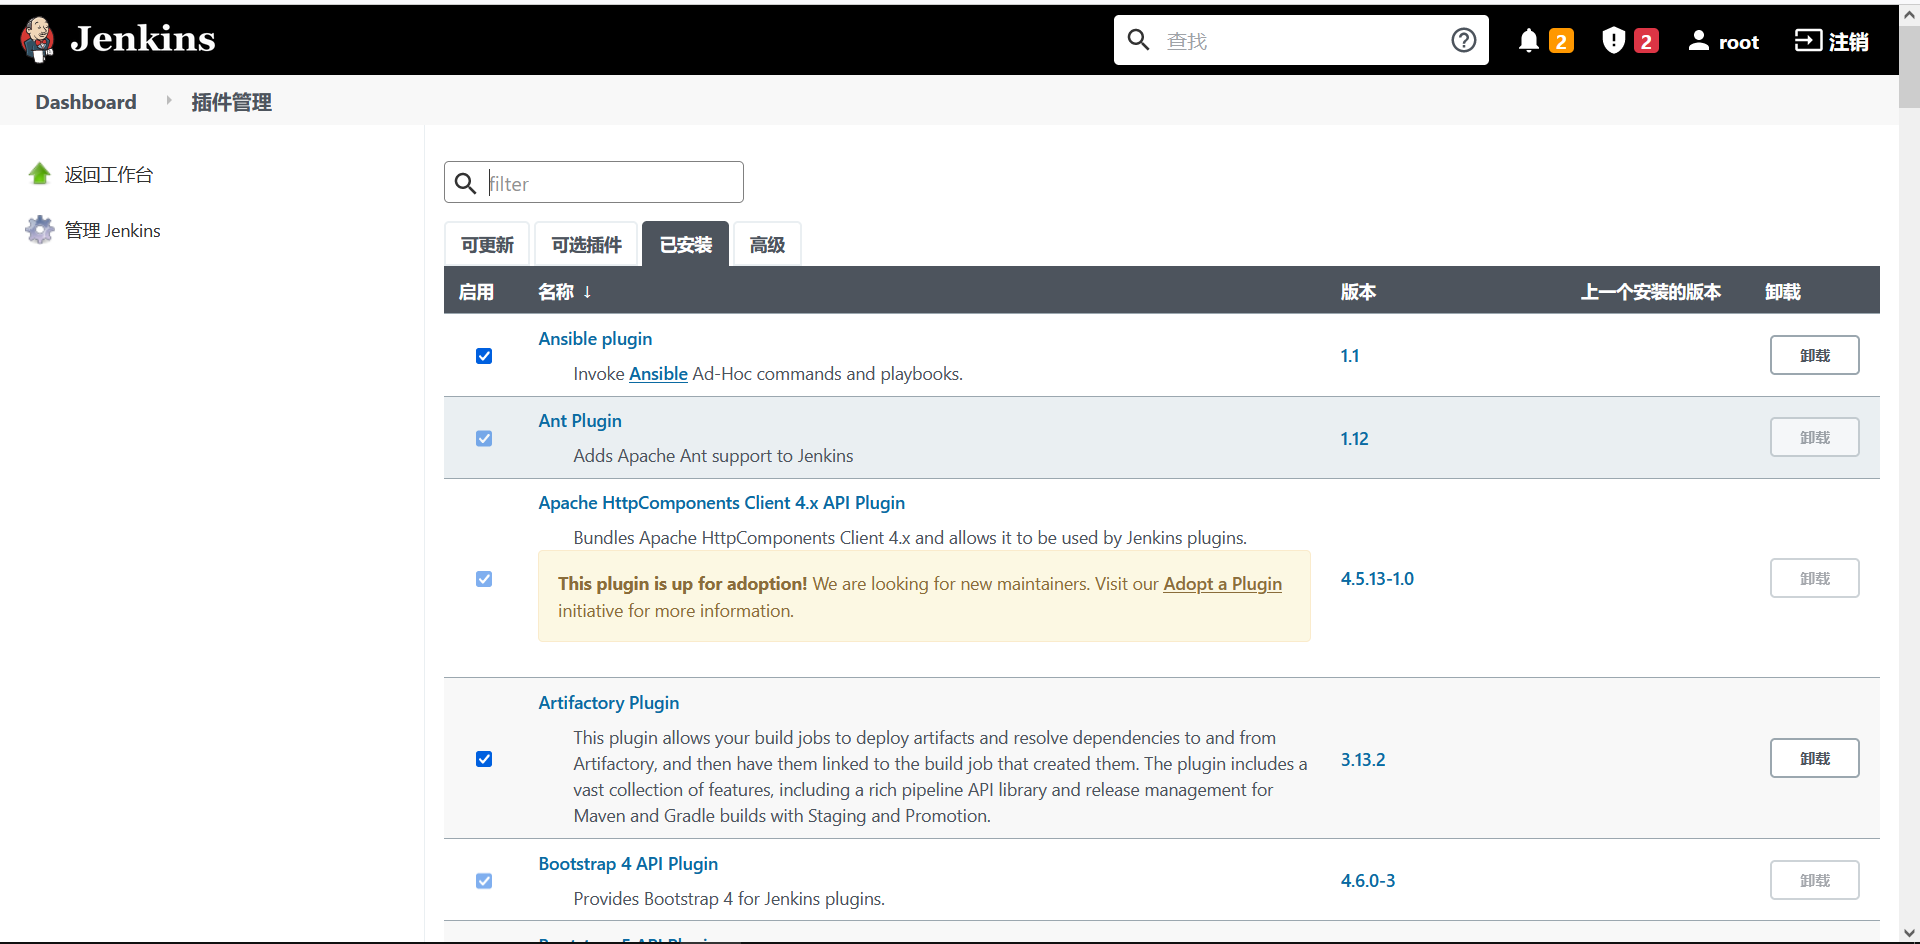 Jenkins
查找
2
2
root
注销
Dashboard
插件管理
返回工作台
管理 Jenkins
filter
可更新
可选插件
已安装
高级
启用
名称 ↓
版本
上一个安装的版本
卸载
Ansible plugin
Invoke Ansible Ad-Hoc commands and playbooks.
1.1
卸载
Ant Plugin
Adds Apache Ant support to Jenkins
1.12
卸载
Apache HttpComponents Client 4.x API Plugin
Bundles Apache HttpComponents Client 4.x and allows it to be used by Jenkins plugins.
This plugin is up for adoption! We are looking for new maintainers. Visit our Adopt a Plugin
initiative for more information.
4.5.13-1.0
卸载
Artifactory Plugin
This plugin allows your build jobs to deploy artifacts and resolve dependencies to and from
Artifactory, and then have them linked to the build job that created them. The plugin includes a
vast collection of features, including a rich pipeline API library and release management for
Maven and Gradle builds with Staging and Promotion.
3.13.2
卸载
Bootstrap 4 API Plugin
Provides Bootstrap 4 for Jenkins plugins.
4.6.0-3
卸载